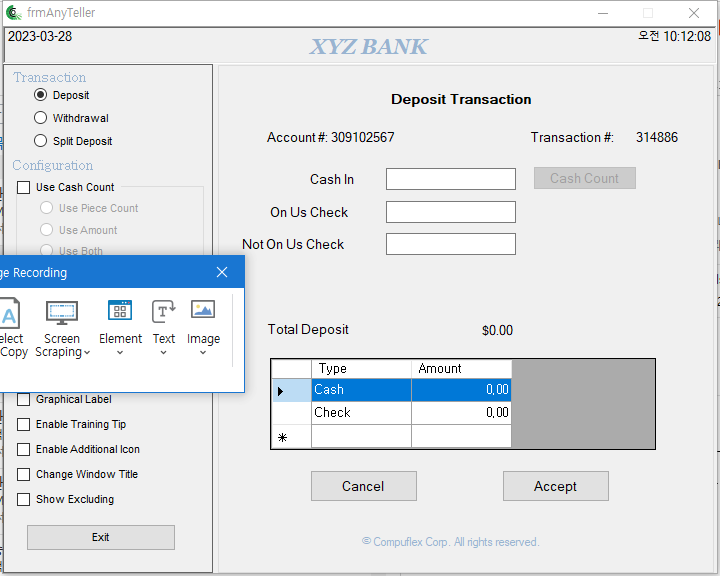 frmAnyTeller
2023-03-28
XYZ BANK
오전 10:12:08
Transaction
Deposit
Withdrawal
Split Deposit
Configuration
Use Cash Count
Use Piece Count
Use Amount
Use Both
Deposit Transaction
Account #: 309102567
Transaction #: 314886
Cash In
Cash Count
On Us Check
Not On Us Check
Total Deposit $0.00
Type Amount
Cash 0,00
Check 0,00
Cancel
Accept
© Compuflex Corp. All rights reserved.
Recording
Copy
Screen
Scraping
Element
Text
Image
Graphical Label
Enable Training Tip
Enable Additional Icon
Change Window Title
Show Excluding
Exit